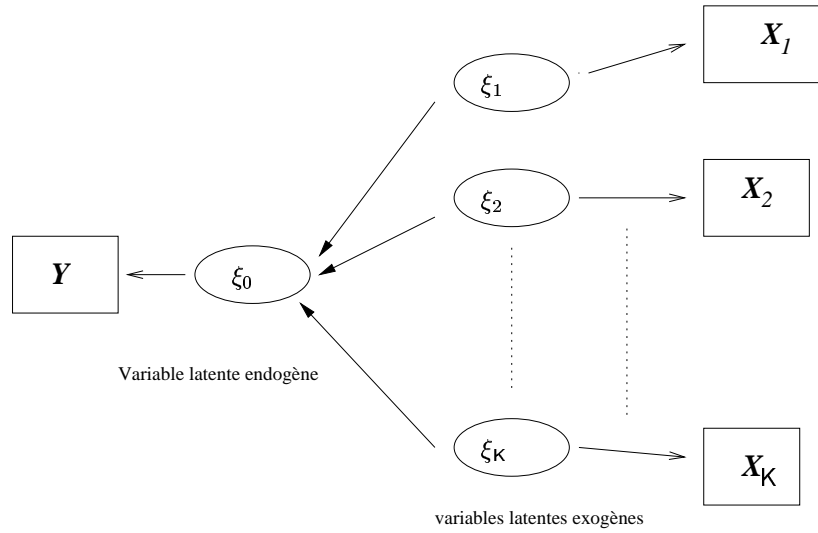 X1
ξ1
X2
ξ2
Y
ξ0
Variable latente endogène
ξK
XK
variables latentes exogènes